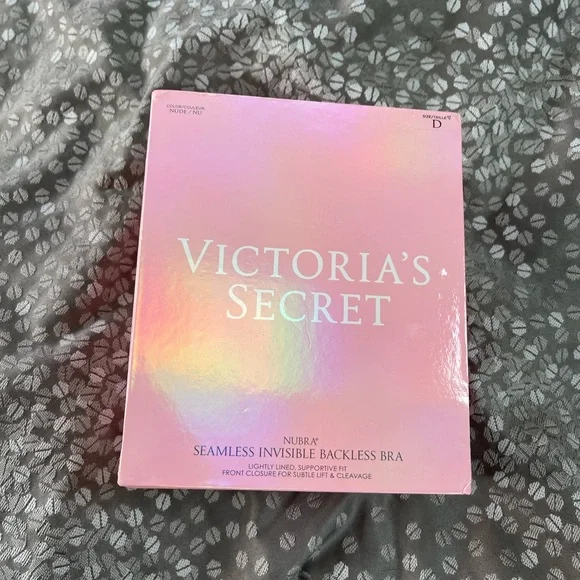 COLOR/COULEUR
NUDE / NU
SIZE/TAILLE
D
VICTORIA'S
SECRET
NUBRA®
SEAMLESS INVISIBLE BACKLESS BRA
LIGHTLY LINED, SUPPORTIVE FIT
FRONT CLOSURE FOR SUBTLE LIFT & CLEAVAGE